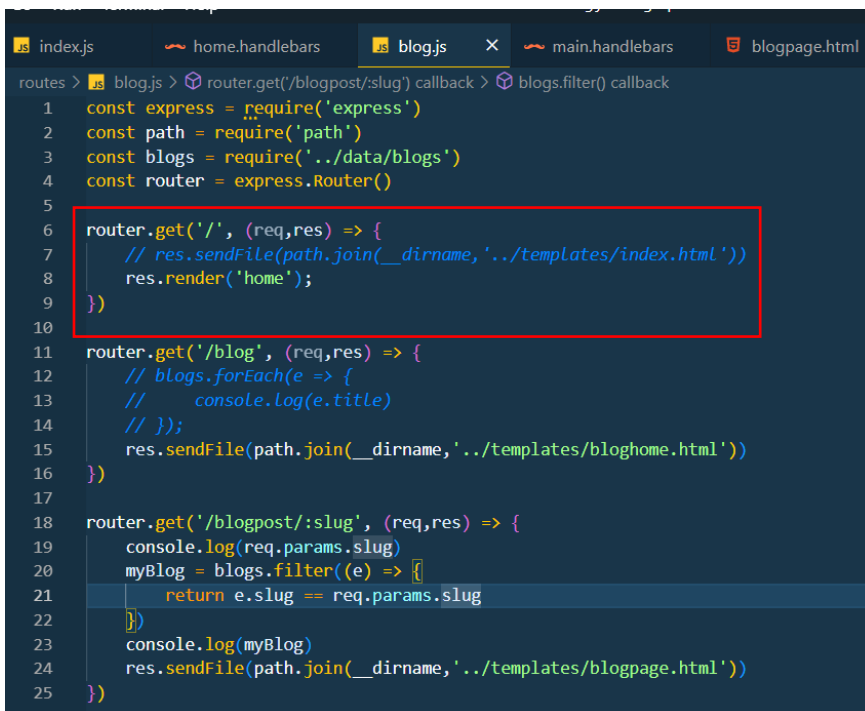 index.js home.handlebars blog.js main.handlebars blogpage.html
routes > blog.js > router.get('/blogpost/:slug') callback > blogs.filter() callback
1 const express = require('express')
2 const path = require('path')
3 const blogs = require('../data/blogs')
4 const router = express.Router()
5
6 router.get('/', (req,res) => {
7 // res.sendFile(path.join(__dirname,'../templates/index.html'))
8 res.render('home');
9 })
10
11 router.get('/blog', (req,res) => {
12 // blogs.forEach(e => {
13 //     console.log(e.title)
14 // });
15 res.sendFile(path.join(__dirname,'../templates/bloghome.html'))
16 })
17
18 router.get('/blogpost/:slug', (req,res) => {
19 console.log(req.params.slug)
20 myBlog = blogs.filter((e) => {
21 return e.slug == req.params.slug
22 })
23 console.log(myBlog)
24 res.sendFile(path.join(__dirname,'../templates/blogpage.html'))
25 })